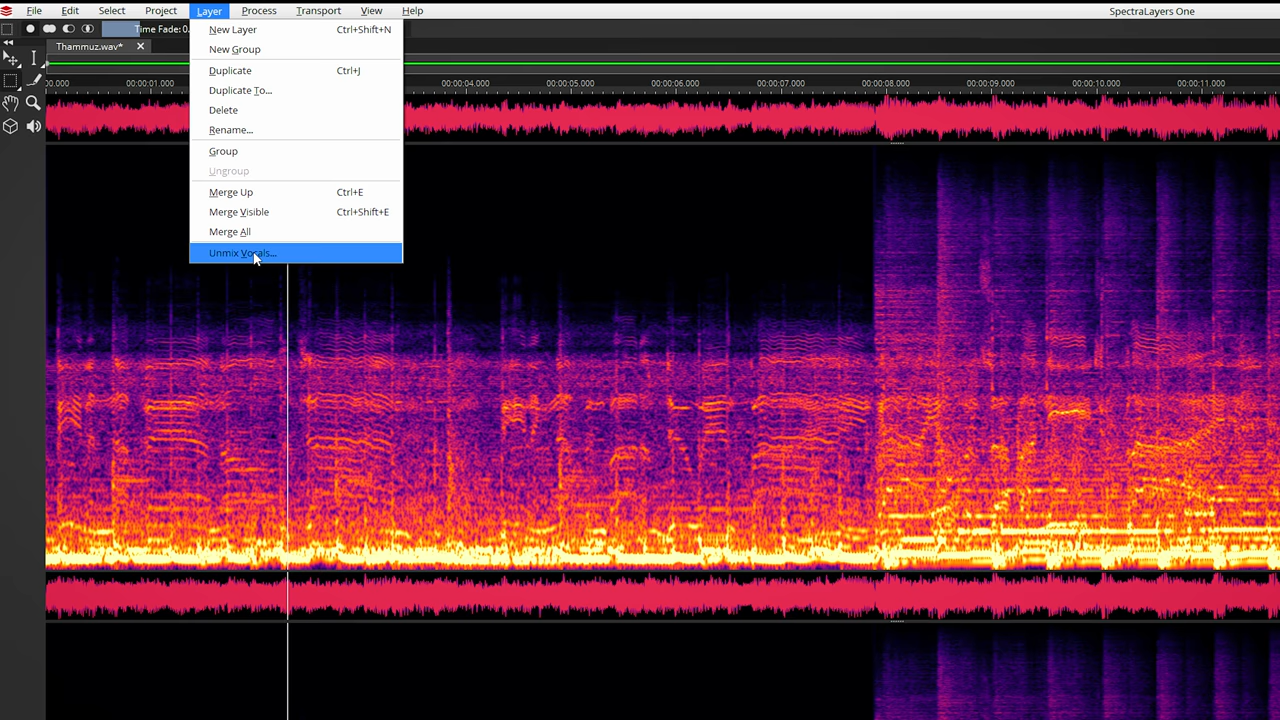 File Edit Select Project Layer Process Transport View Help SpectraLayers One
Time Fade: 0.
Thammuz.wav*
New Layer Ctrl+Shift+N
New Group
Duplicate Ctrl+J
Duplicate To...
Delete
Rename...
Group
Ungroup
Merge Up Ctrl+E
Merge Visible Ctrl+Shift+E
Merge All
Unmix Vocals...
00.000 00:00:01.000 00:00:04.000 00:00:05.000 00:00:06.000 00:00:07.000 00:00:08.000 00:00:09.000 00:00:10.000 00:00:11.000